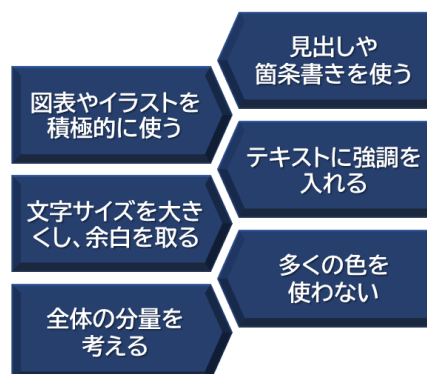 見出しや
箇条書きを使う
図表やイラストを
積極的に使う
テキストに強調を
入れる
文字サイズを大き
くし、余白を取る
多くの色を
使わない
全体の分量を
考える